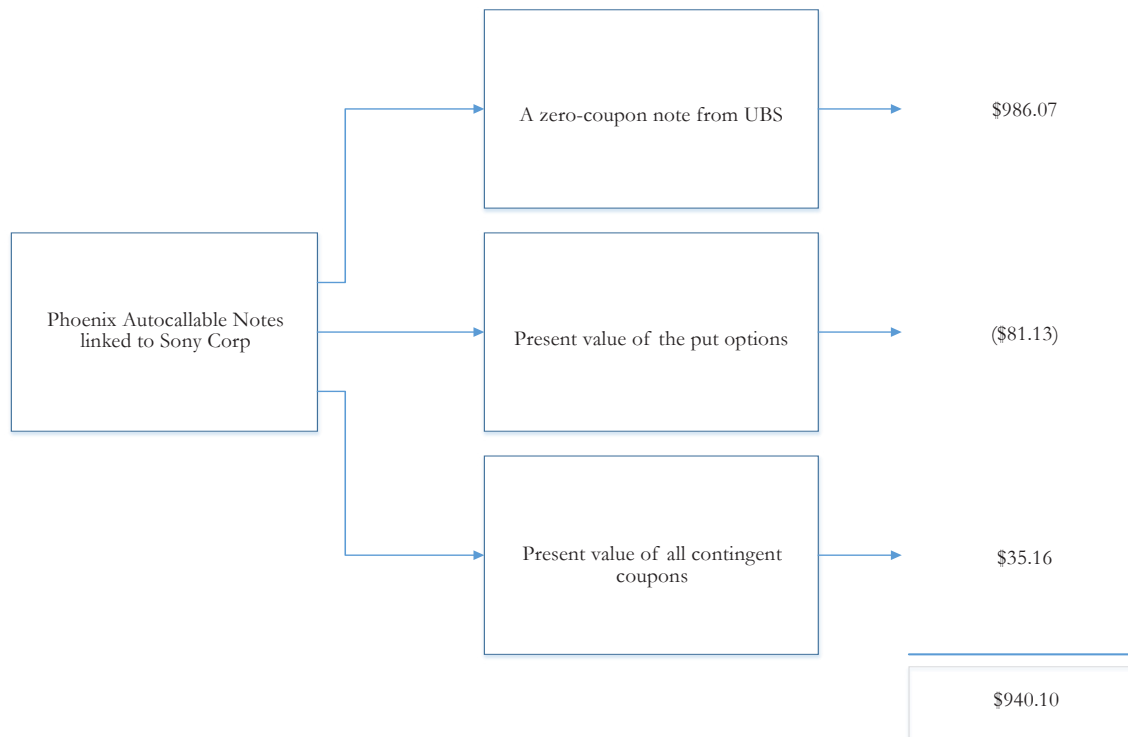 A zero-coupon note from UBS
$986.07
Phoenix Autocallable Notes
linked to Sony Corp
Present value of the put options
($81.13)
Present value of all contingent
coupons
$35.16
$940.10